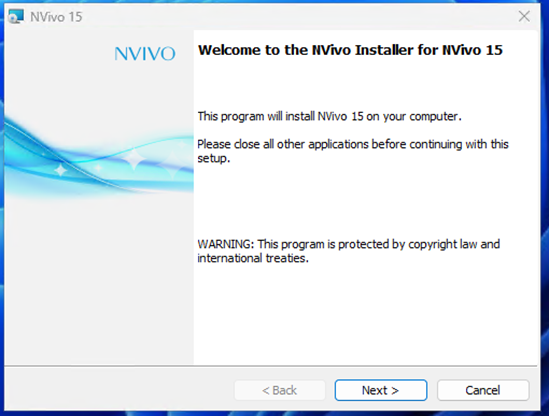 NVivo 15
NVIVO
Welcome to the NVivo Installer for NVivo 15
This program will install NVivo 15 on your computer.
Please close all other applications before continuing with this
setup.
WARNING: This program is protected by copyright law and
international treaties.
< Back
Next >
Cancel